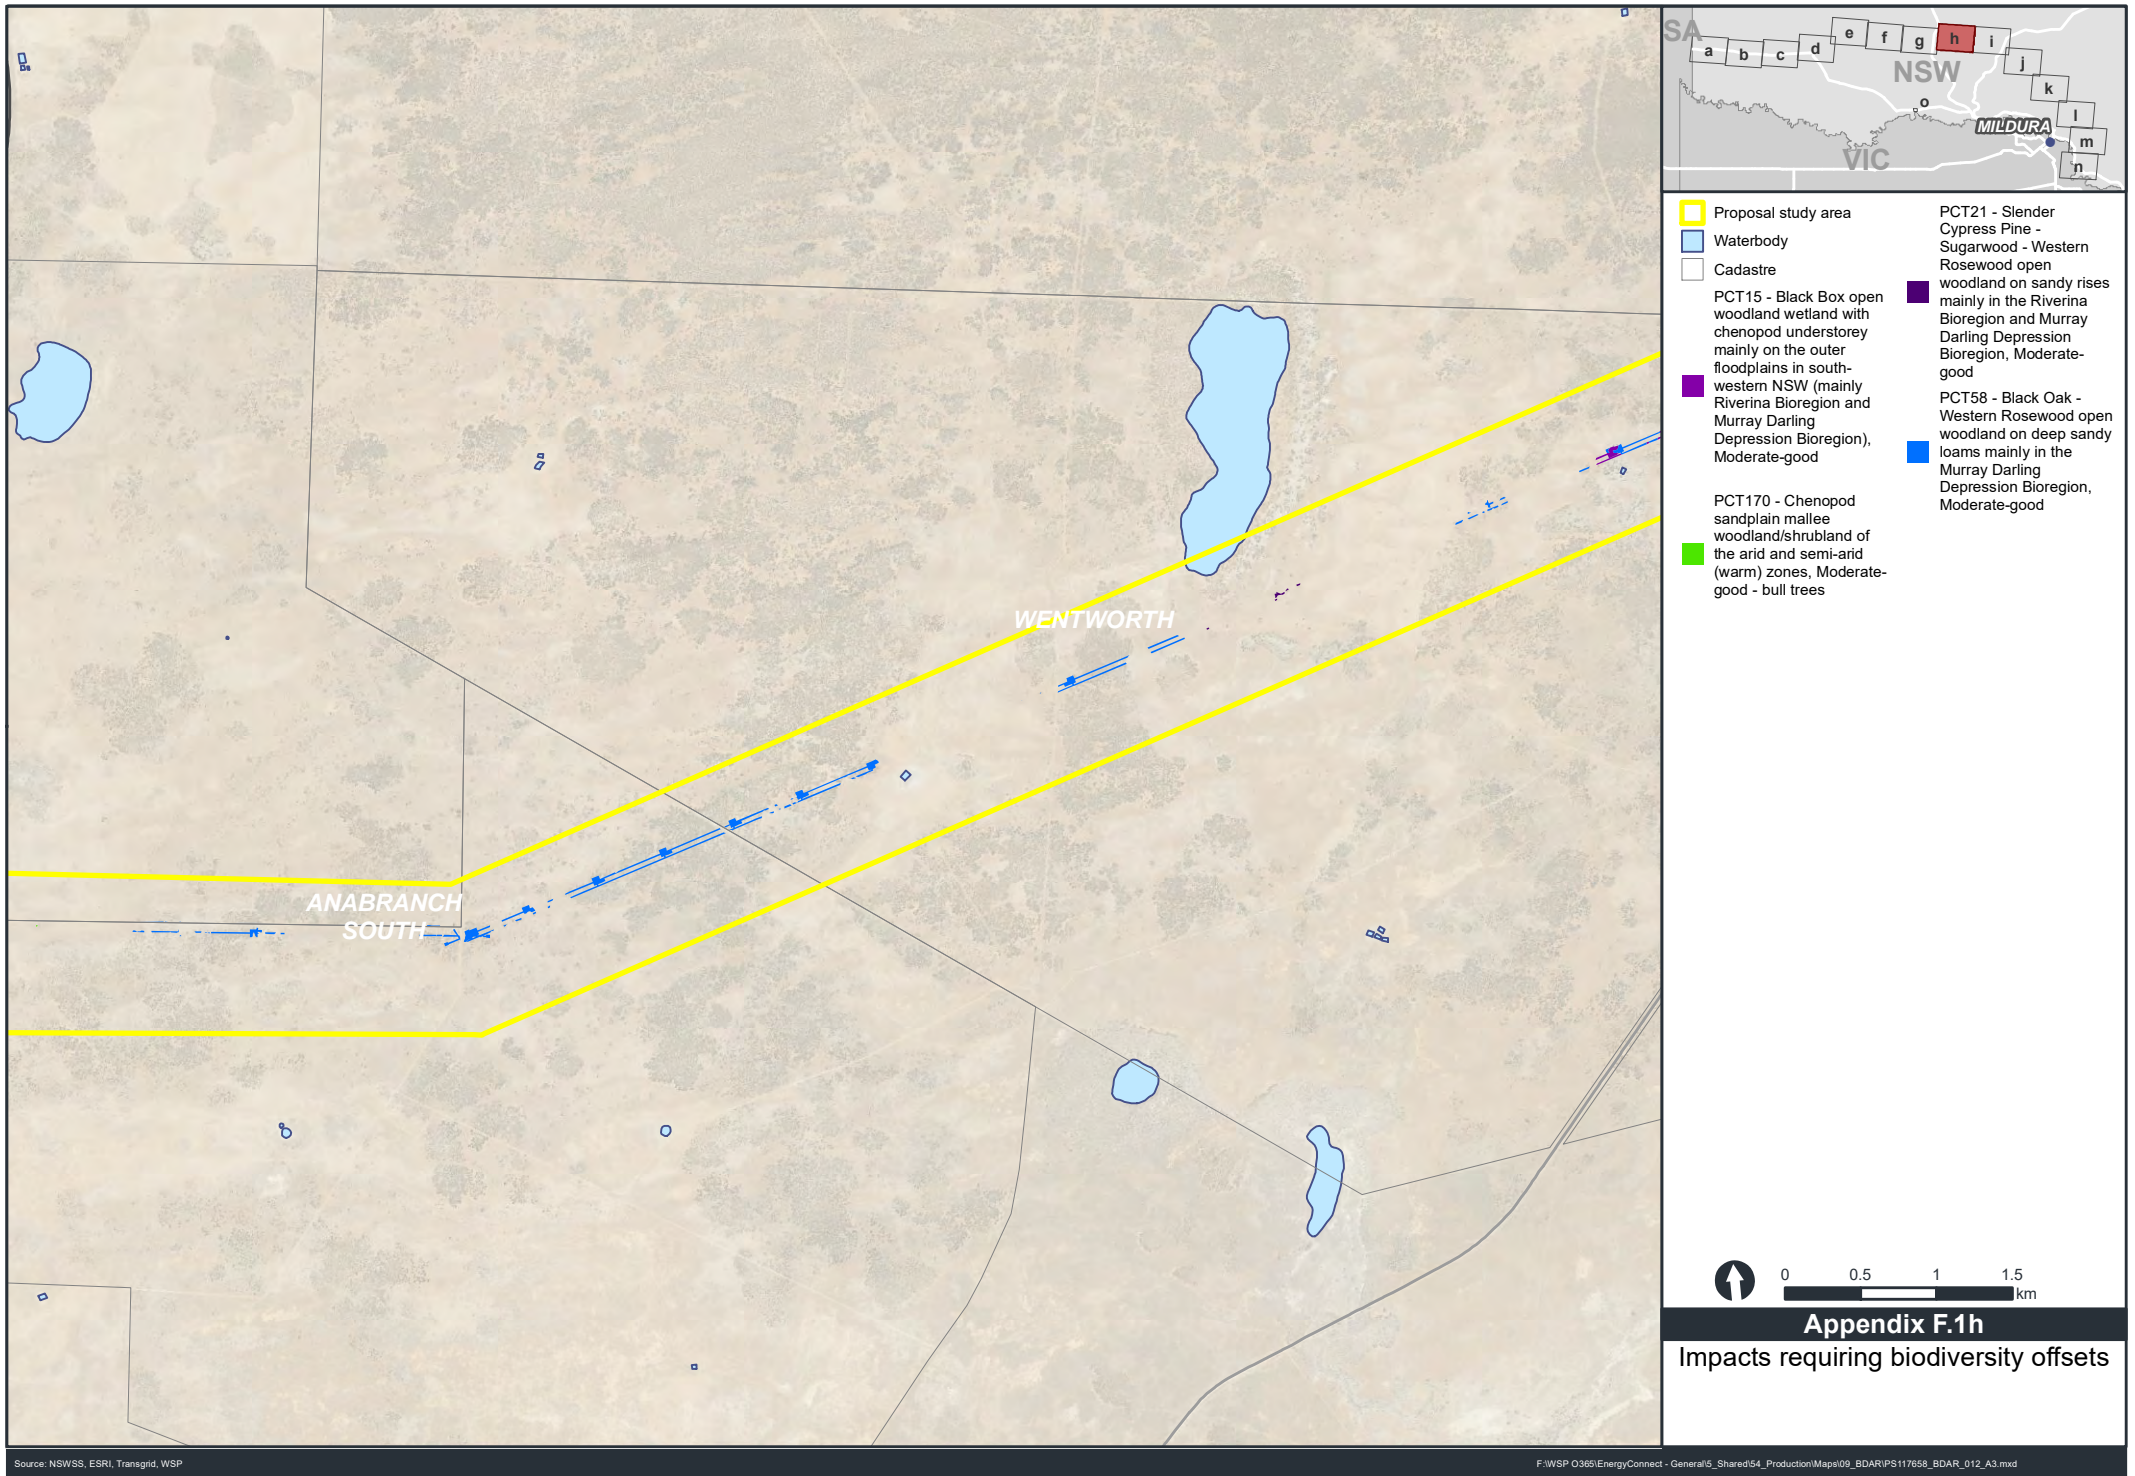 WENTWORTH
ANABRANCH
SOUTH
SA
a
b
c
d
e
f
g
h
i
j
k
l
m
n
o
NSW
MILDURA
VIC
Proposal study area
Waterbody
Cadastre
PCT15 - Black Box open
woodland wetland with
chenopod understorey
mainly on the outer
floodplains in south-
western NSW (mainly
Riverina Bioregion and
Murray Darling
Depression Bioregion),
Moderate-good
PCT170 - Chenopod
sandplain mallee
woodland/shrubland of
the arid and semi-arid
(warm) zones, Moderate-
good - bull trees
PCT21 - Slender
Cypress Pine -
Sugarwood - Western
Rosewood open
woodland on sandy rises
mainly in the Riverina
Bioregion and Murray
Darling Depression
Bioregion, Moderate-
good
PCT58 - Black Oak -
Western Rosewood open
woodland on deep sandy
loams mainly in the
Murray Darling
Depression Bioregion,
Moderate-good
0 0.5 1 1.5
km
Appendix F.1h
Impacts requiring biodiversity offsets
Source: NSWSS, ESRI, Transgrid, WSP
F:\WSP O365\EnergyConnect - General\5_Shared\54_Production\Maps\09_BDAR\PS117658_BDAR_012_A3.mxd